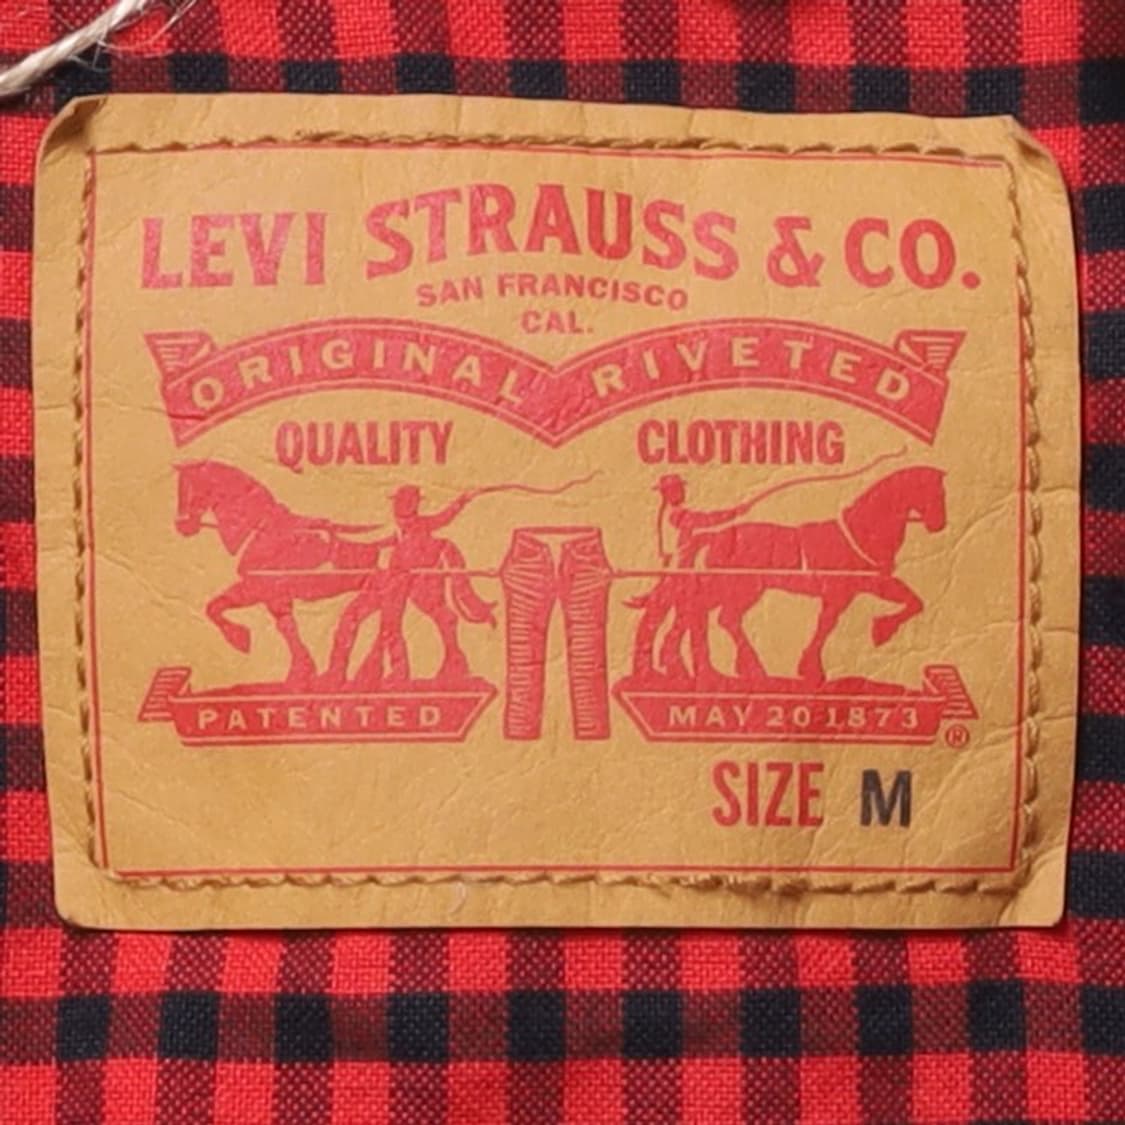 LEVI STRAUSS & CO.
SAN FRANCISCO
CAL.
ORIGINAL RIVETED
QUALITY CLOTHING
PATENTED MAY 20 1873 ®
SIZE M